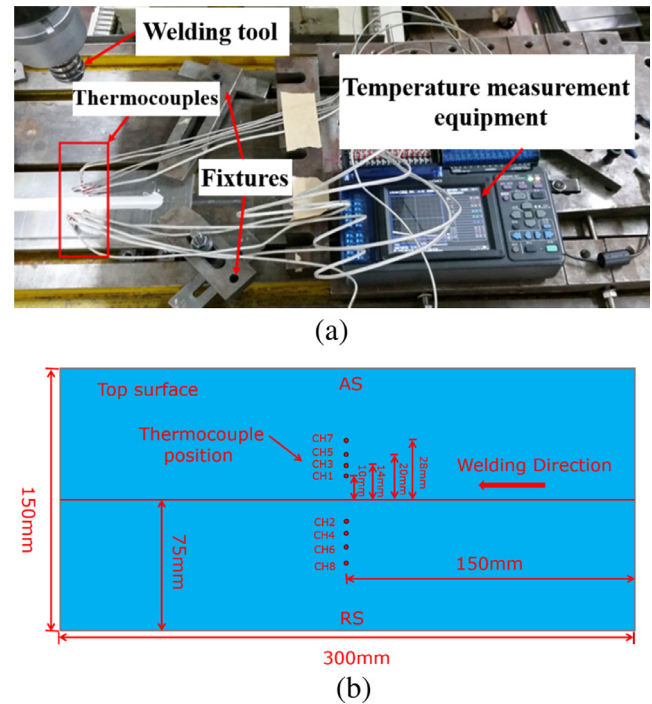 Welding tool
Thermocouples
Temperature measurement
equipment
Fixtures
(a)
Top surface
AS
Thermocouple
position
CH7
CH5
CH3
CH1
10mm
14mm
20mm
28mm
Welding Direction
150mm
75mm
CH2
CH4
CH6
CH8
150mm
RS
300mm
(b)